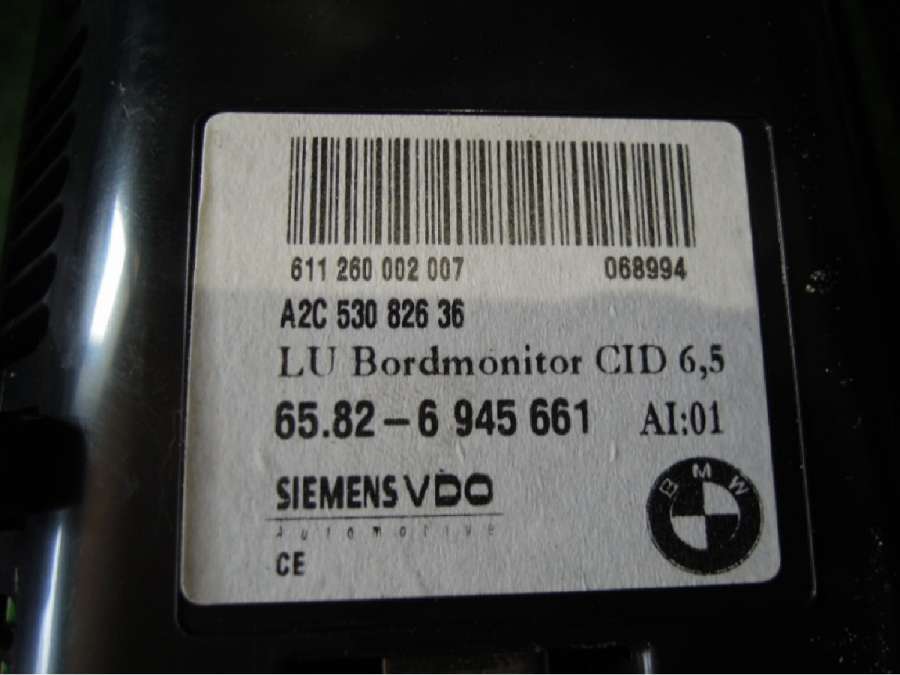 611 260 002 007 068994
A2C 530 826 36
LU Bordmonitor CID 6,5
65.82-6 945 661 AI:01
SIEMENS VDO
Automotive
CE
BMW